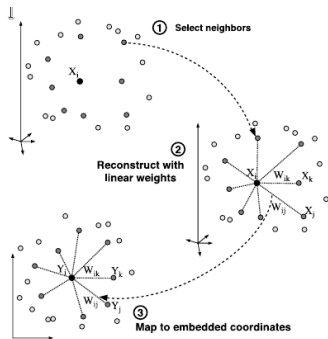 ① Select neighbors
X_i
②
Reconstruct with
linear weights
X_i W_ik X_k
W_ij X_j
Y_i W_ik Y_k
W_ij Y_j
③
Map to embedded coordinates